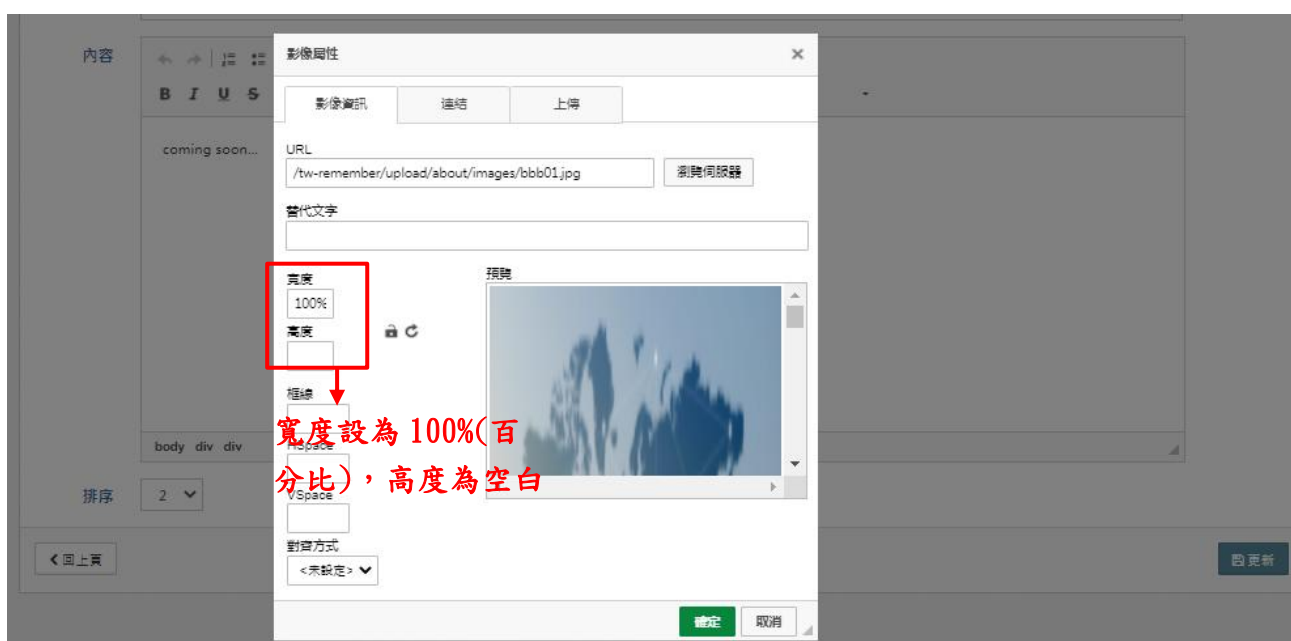 內容
B I U S
coming soon...
body div div
排序
2
回上頁
更新
影像屬性
影像資訊
連結
上傳
URL
/tw-remember/upload/about/images/bbb01.jpg
瀏覽伺服器
替代文字
寬度
100%
高度
預覽
框線
寬度設為 100%(百
分比)，高度為空白
HSpace
VSpace
對齊方式
<未設定>
確定
取消